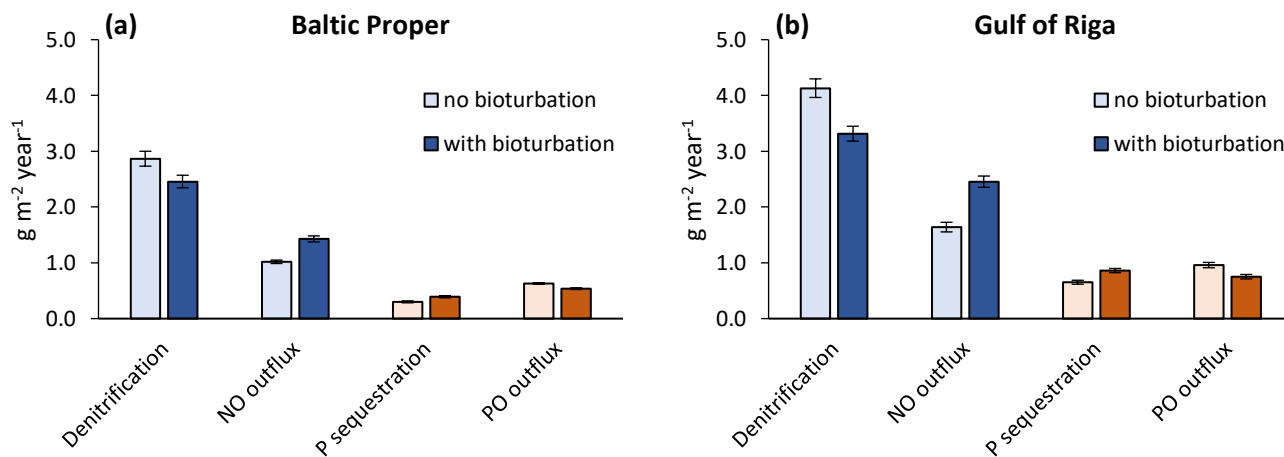 (a)
Baltic Proper
g m-2 year-1
5.0
4.0
3.0
2.0
1.0
0.0
no bioturbation
with bioturbation
Denitrification
NO outflux
P sequestration
PO outflux
(b)
Gulf of Riga
g m-2 year-1
5.0
4.0
3.0
2.0
1.0
0.0
no bioturbation
with bioturbation
Denitrification
NO outflux
P sequestration
PO outflux